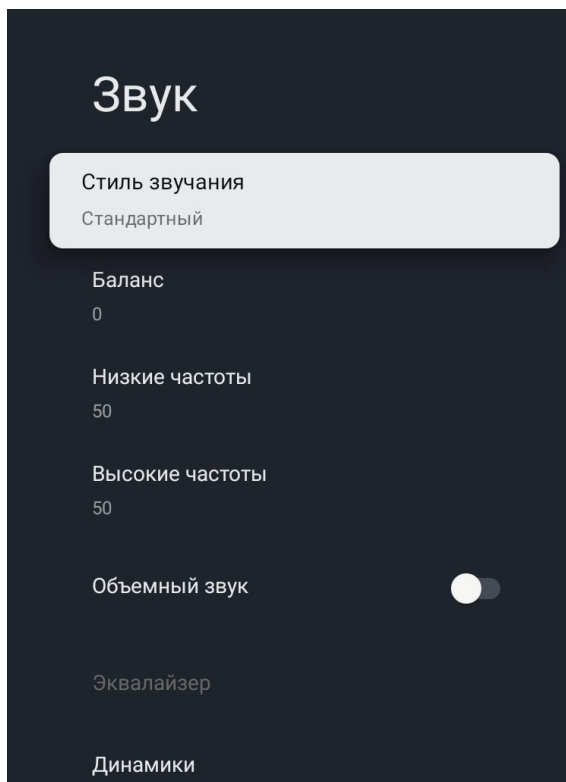 Звук
Стиль звучания
Стандартный
Баланс
0
Низкие частоты
50
Высокие частоты
50
Объемный звук
Эквалайзер
Динамики